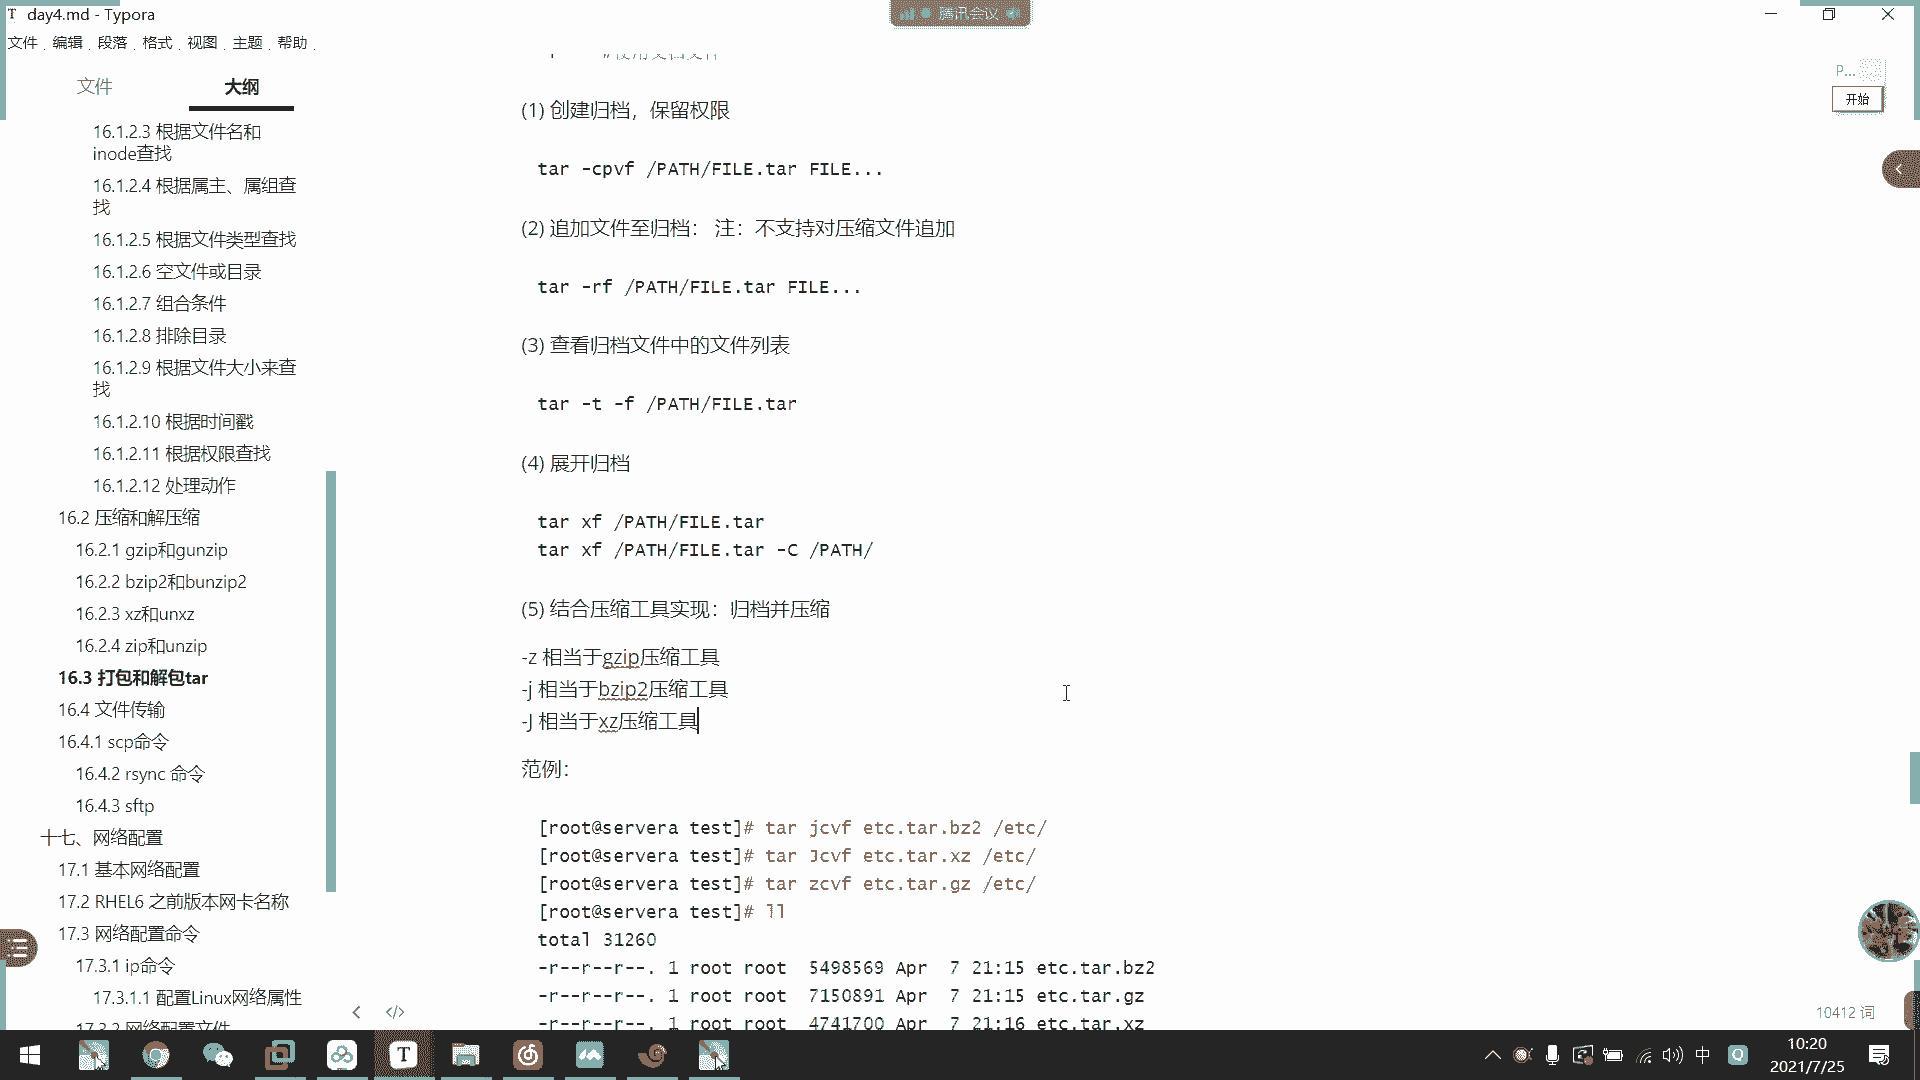 day4.md - Typora
腾讯会议
文件 编辑 段落 格式 视图 主题 帮助
文件 大纲
16.1.2.3 根据文件名和
inode查找
16.1.2.4 根据属主、属组查
找
16.1.2.5 根据文件类型查找
16.1.2.6 空文件或目录
16.1.2.7 组合条件
16.1.2.8 排除目录
16.1.2.9 根据文件大小来查
找
16.1.2.10 根据时间戳
16.1.2.11 根据权限查找
16.1.2.12 处理动作
16.2 压缩和解压缩
16.2.1 gzip和gunzip
16.2.2 bzip2和bunzip2
16.2.3 xz和unxz
16.2.4 zip和unzip
16.3 打包和解包tar
16.4 文件传输
16.4.1 scp命令
16.4.2 rsync 命令
16.4.3 sftp
十七、网络配置
17.1 基本网络配置
17.2 RHEL6 之前版本网卡名称
17.3 网络配置命令
17.3.1 ip命令
17.3.1.1 配置Linux网络属性
17.3.2 网络配置文件
(1) 创建归档，保留权限
tar -cpvf /PATH/FILE.tar FILE...
(2) 追加文件至归档： 注：不支持对压缩文件追加
tar -rf /PATH/FILE.tar FILE...
(3) 查看归档文件中的文件列表
tar -t -f /PATH/FILE.tar
(4) 展开归档
tar xf /PATH/FILE.tar
tar xf /PATH/FILE.tar -C /PATH/
(5) 结合压缩工具实现：归档并压缩
-z 相当于gzip压缩工具
-j 相当于bzip2压缩工具
-J 相当于xz压缩工具
范例：
[root@servera test]# tar jcvf etc.tar.bz2 /etc/
[root@servera test]# tar Jcvf etc.tar.xz /etc/
[root@servera test]# tar zcvf etc.tar.gz /etc/
[root@servera test]# ll
total 31260
-r--r--r--. 1 root root 5498569 Apr 7 21:15 etc.tar.bz2
-r--r--r--. 1 root root 7150891 Apr 7 21:15 etc.tar.gz
-r--r--r--. 1 root root 4741700 Apr 7 21:16 etc.tar.xz
P...
开始
10412 词
中
10:20
2021/7/25